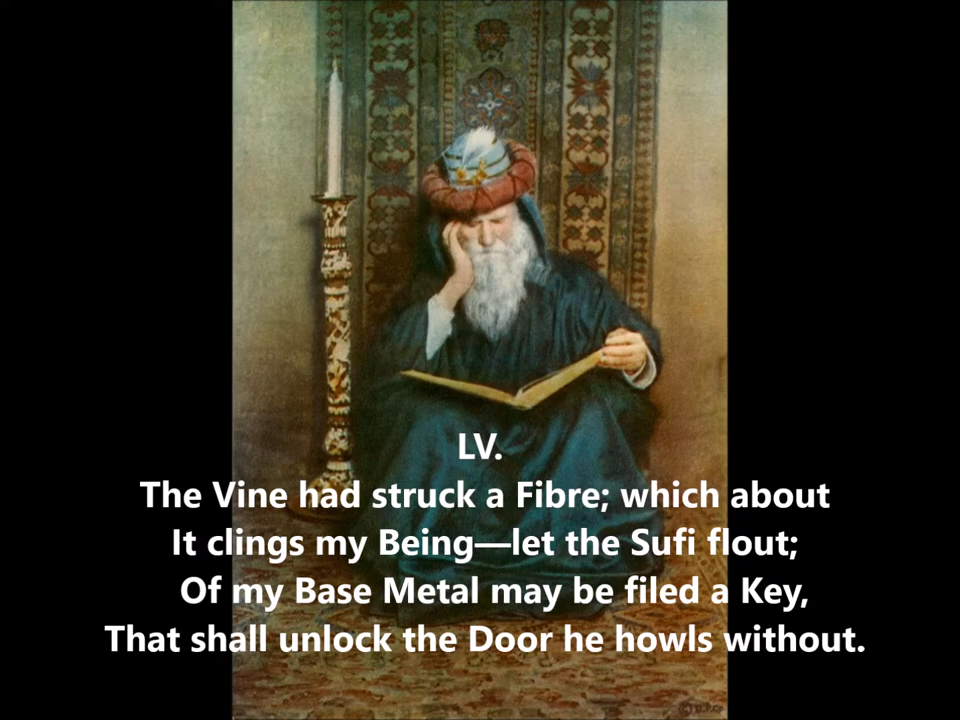 LV.
The Vine had struck a Fibre; which about
It clings my Being—let the Sufi flout;
Of my Base Metal may be filed a Key,
That shall unlock the Door he howls without.